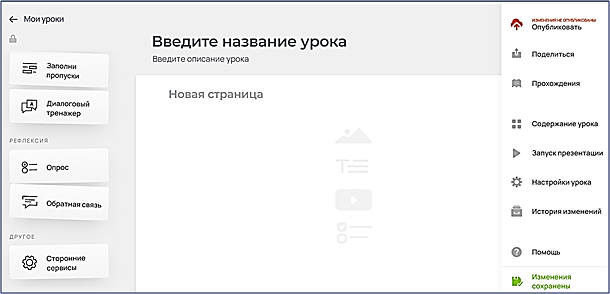 Мои уроки
Заполни
пропуски
Диалоговый
тренажер
РЕФЛЕКСИЯ
Опрос
Обратная связь
ДРУГОЕ
Сторонние
сервисы
Введите название урока
Введите описание урока
Новая страница
ИЗМЕНЕНИЯ НЕ ОПУБЛИКОВАНЫ
Опубликовать
Поделиться
Прохождения
Содержание урока
Запуск презентации
Настройки урока
История изменений
Помощь
Изменения
сохранены